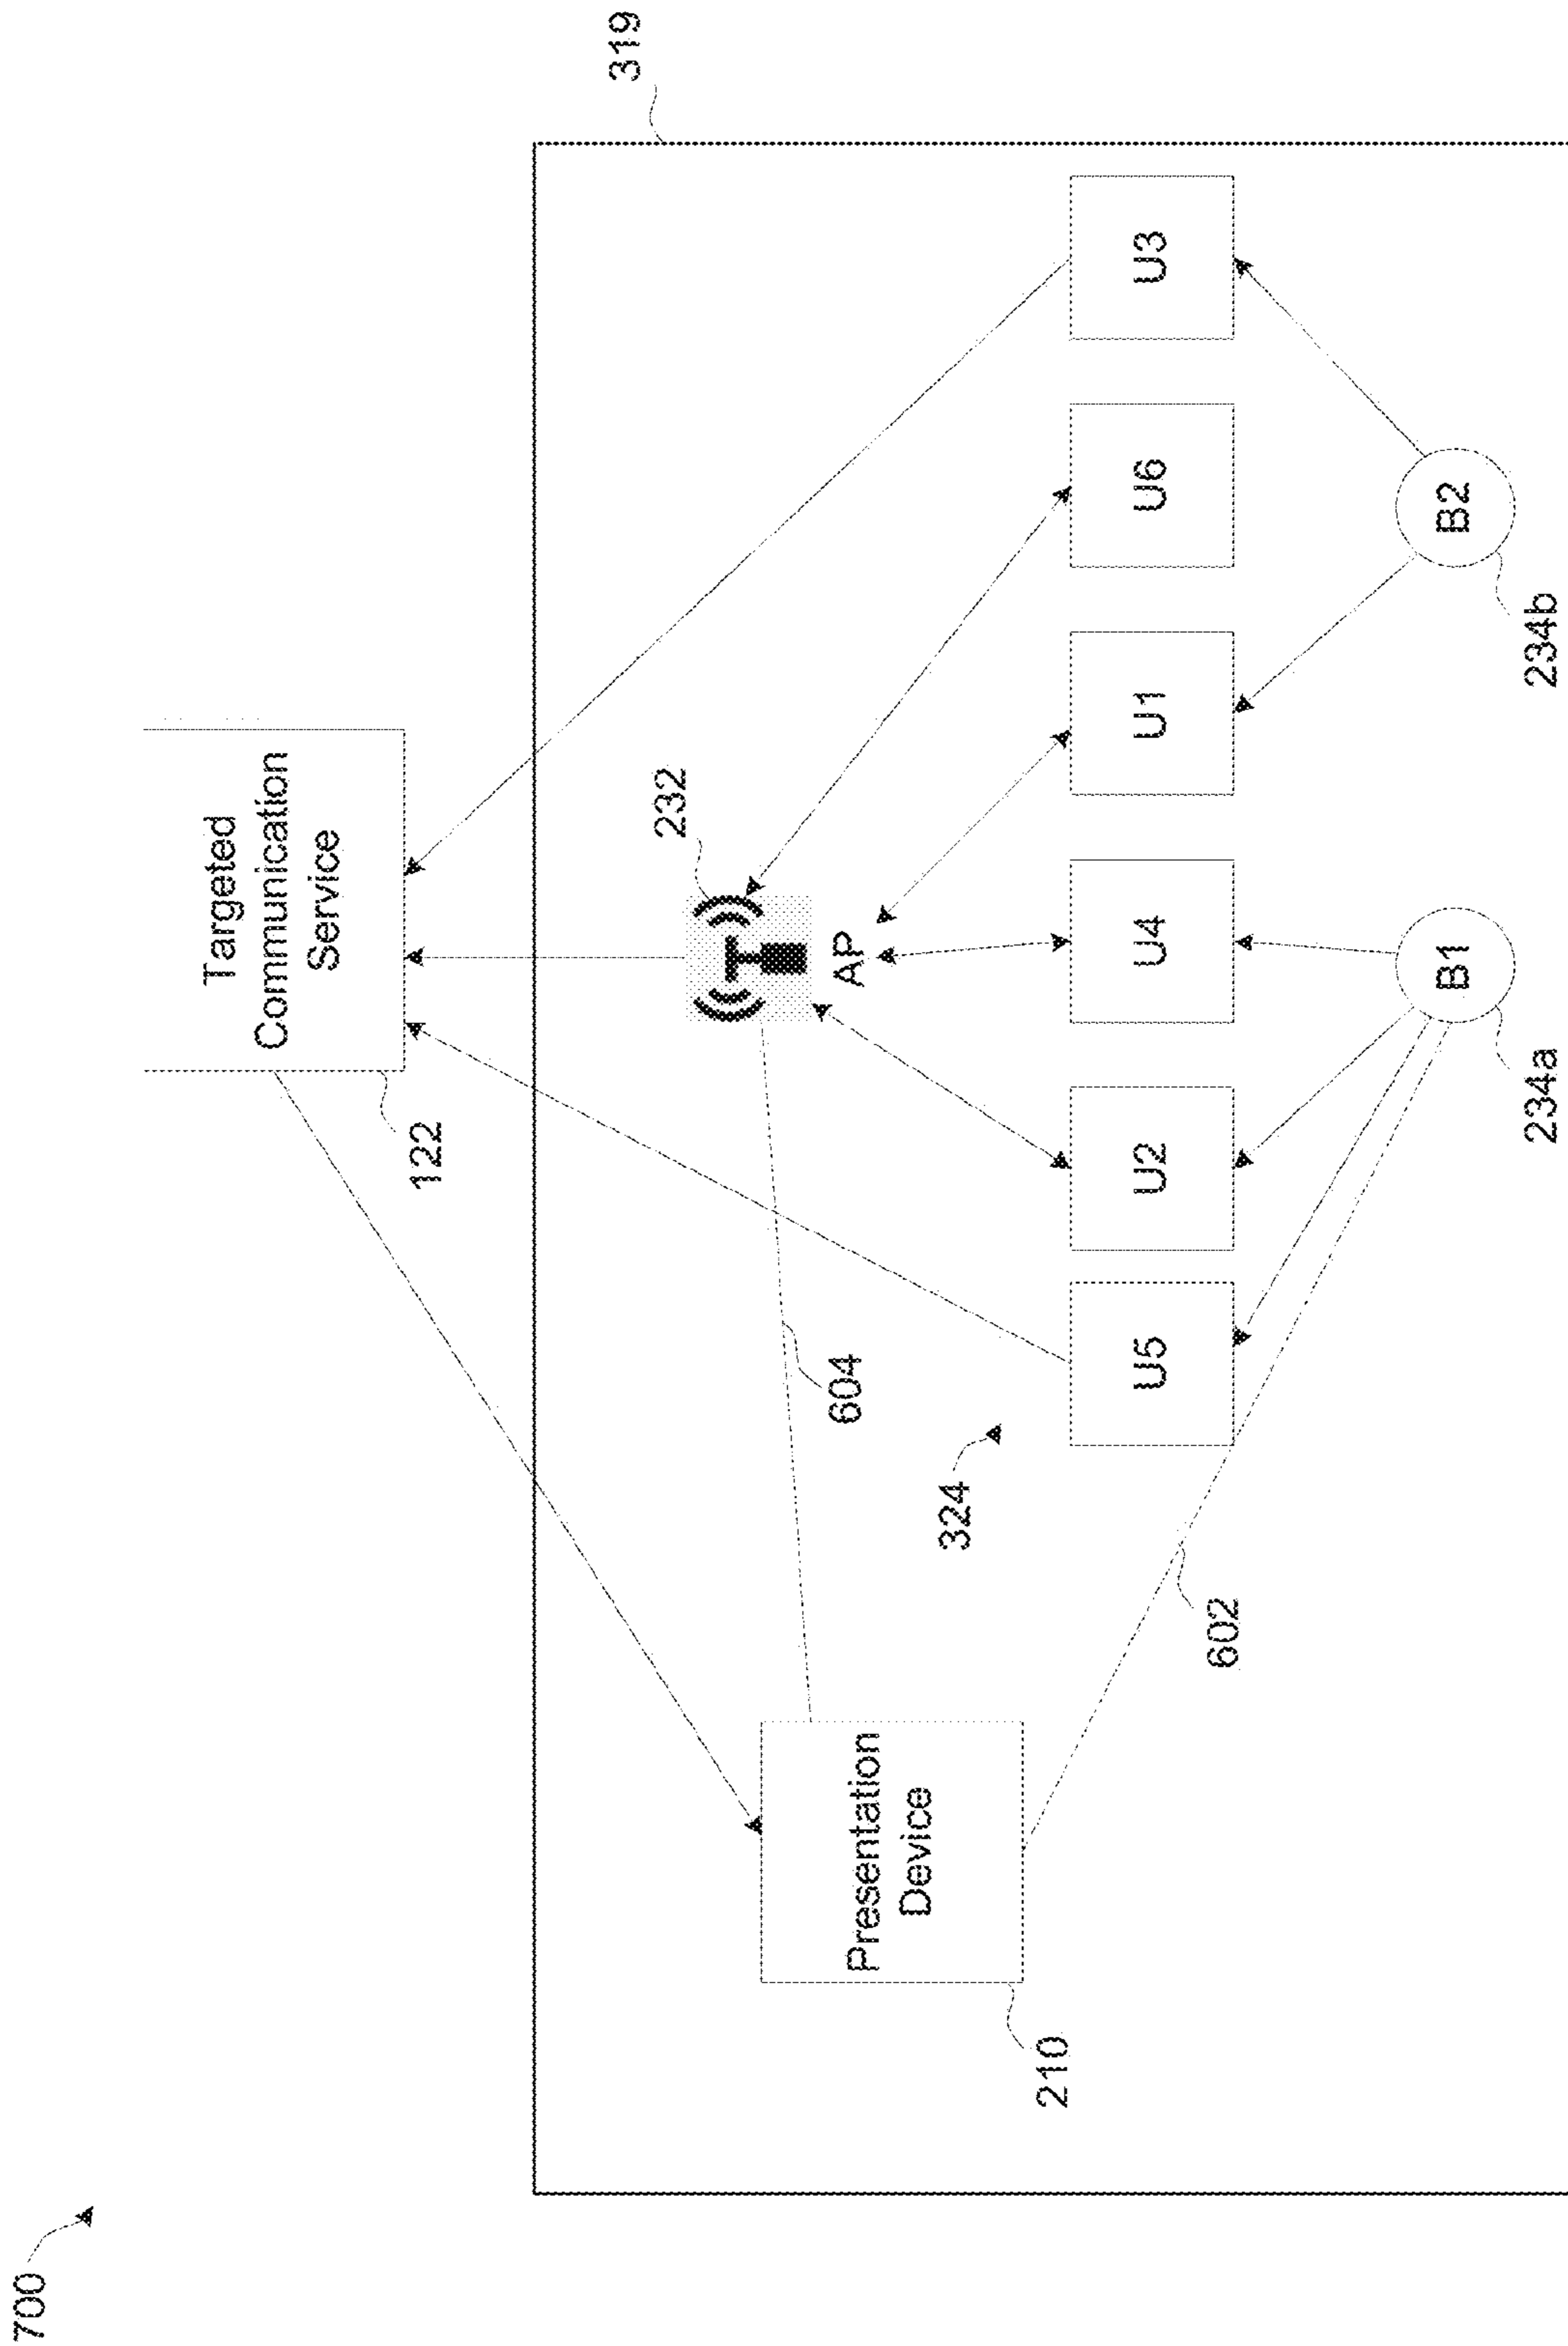 700
Targeted
Communication
Service
122
319
232
AP
604
Presentation
Device
210
324
602
U5
U2
U4
U1
U6
U3
B1
234a
B2
234b